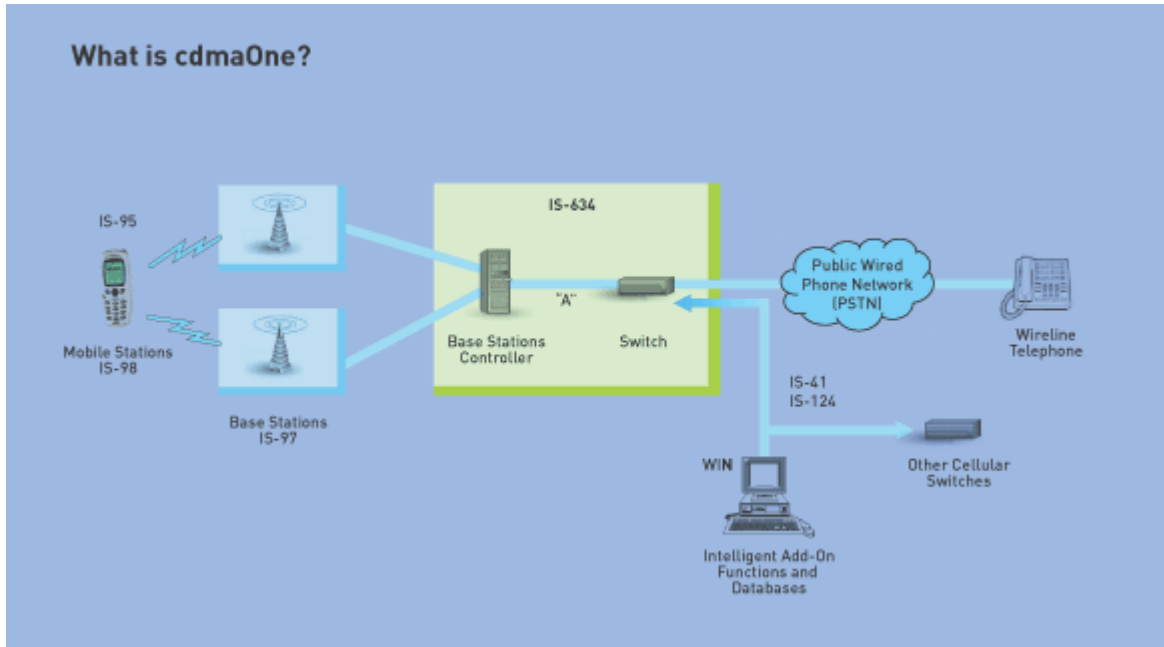 What is cdmaOne?
IS-95
Mobile Stations
IS-98
Base Stations
IS-97
IS-634
"A"
Base Stations
Controller
Switch
Public Wired
Phone Network
(PSTN)
Wireline
Telephone
IS-41
IS-124
WIN
Other Cellular
Switches
Intelligent Add-On
Functions and
Databases